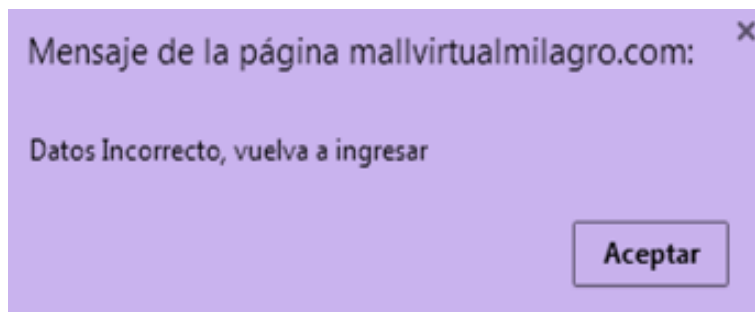 Mensaje de la página mallvirtualmilagro.com:
Datos Incorrecto, vuelva a ingresar
Aceptar